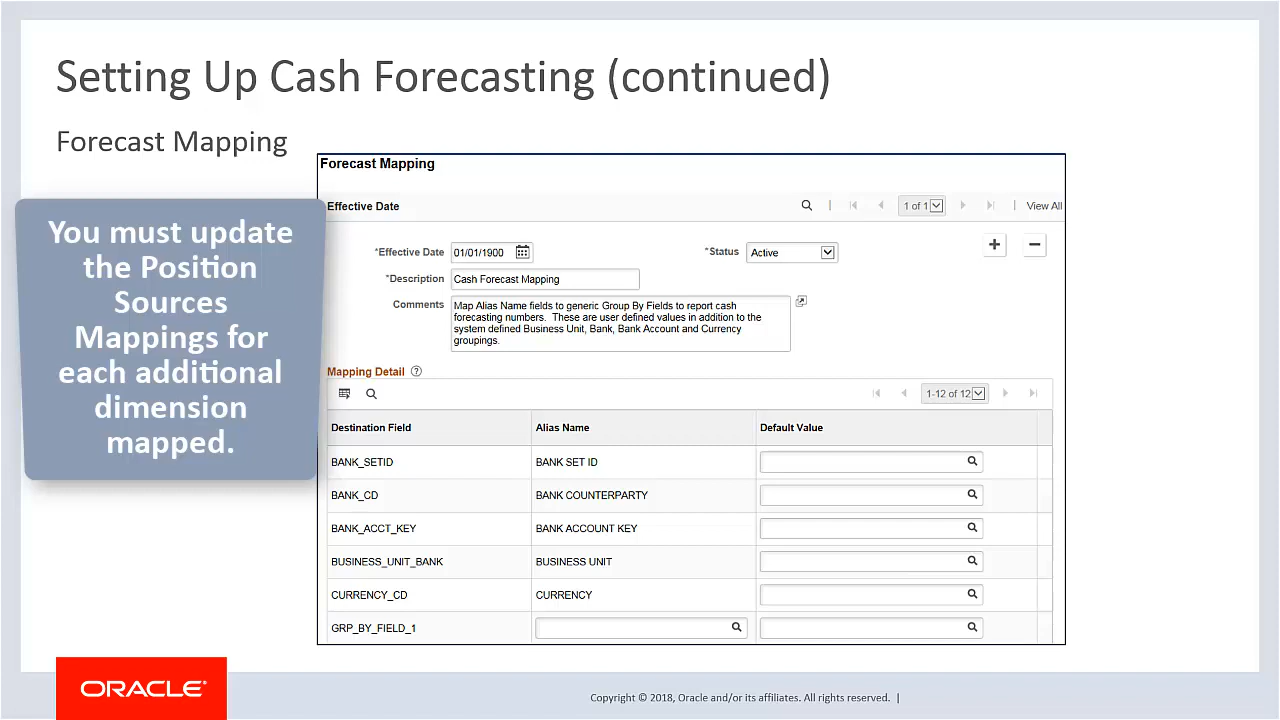 Setting Up Cash Forecasting (continued)
Forecast Mapping
You must update
the Position
Sources
Mappings for
each additional
dimension
mapped.
Forecast Mapping
Effective Date
1 of 1
View All
*Effective Date 01/01/1900
*Status Active
*Description Cash Forecast Mapping
Comments Map Alias Name fields to generic Group By Fields to report cash
forecasting numbers. These are user defined values in addition to the
system defined Business Unit, Bank, Bank Account and Currency
groupings.
Mapping Detail ?
1-12 of 12
Destination Field Alias Name Default Value
BANK_SETID BANK SET ID
BANK_CD BANK COUNTERPARTY
BANK_ACCT_KEY BANK ACCOUNT KEY
BUSINESS_UNIT_BANK BUSINESS UNIT
CURRENCY_CD CURRENCY
GRP_BY_FIELD_1
ORACLE®
Copyright © 2018, Oracle and/or its affiliates. All rights reserved. |